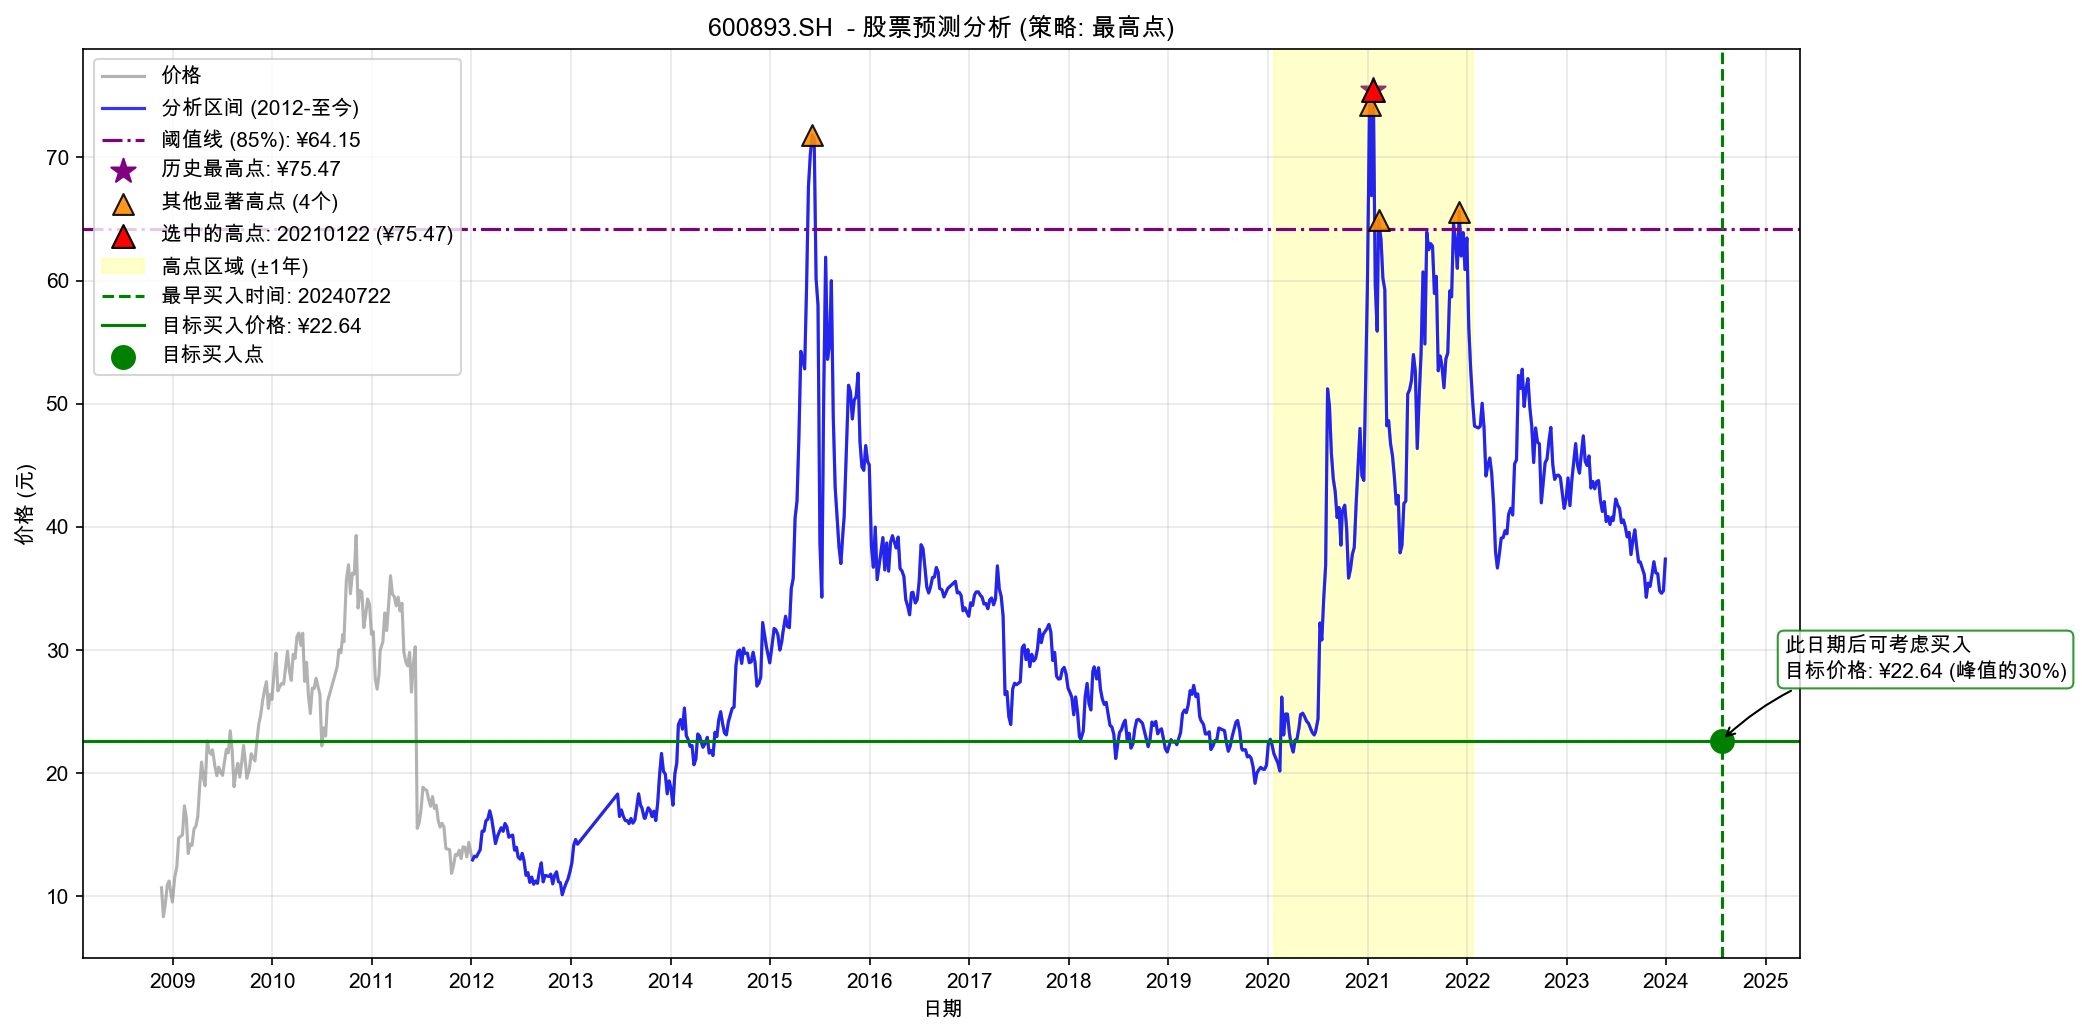 600893.SH  - 股票预测分析 (策略: 最高点)
价格
分析区间 (2012-至今)
阈值线 (85%): ¥64.15
历史最高点: ¥75.47
其他显著高点 (4个)
选中的高点: 20210122 (¥75.47)
高点区域 (±1年)
最早买入时间: 20240722
目标买入价格: ¥22.64
目标买入点
价格 (元)
70
60
50
40
30
20
10
此日期后可考虑买入
目标价格: ¥22.64 (峰值的30%)
2009 2010 2011 2012 2013 2014 2015 2016 2017 2018 2019 2020 2021 2022 2023 2024 2025
日期